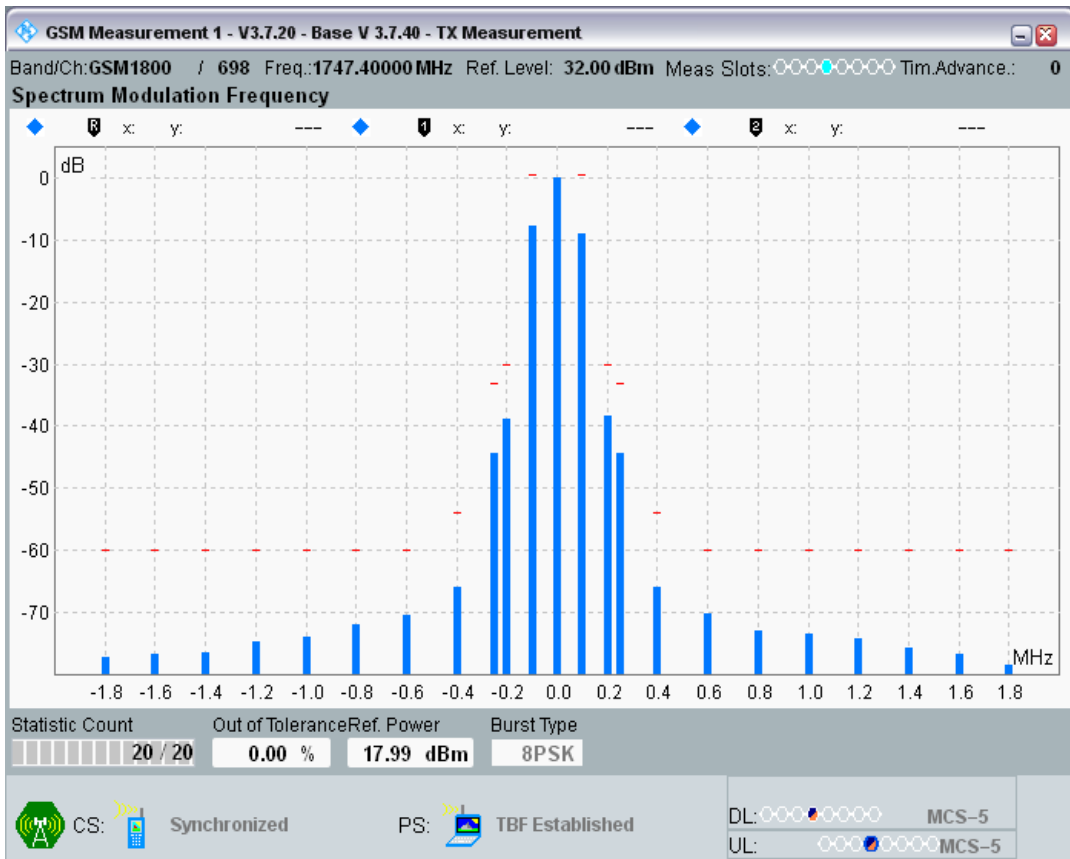 GSM Measurement 1 - V3.7.20 - Base V 3.7.40 - TX Measurement
Band/Ch:GSM1800 / 698 Freq.:1747.40000 MHz Ref. Level: 32.00 dBm Meas Slots: Tim.Advance.: 0
Spectrum Modulation Frequency
R x: y: --- 1 x: y: --- 2 x: y: ---
dB
0
-10
-20
-30
-40
-50
-60
-70
MHz
-1.8 -1.6 -1.4 -1.2 -1.0 -0.8 -0.6 -0.4 -0.2 0.0 0.2 0.4 0.6 0.8 1.0 1.2 1.4 1.6 1.8
Statistic Count Out of Tolerance Ref. Power Burst Type
20 / 20 0.00 % 17.99 dBm 8PSK
CS: Synchronized PS: TBF Established
DL: MCS-5
UL: MCS-5